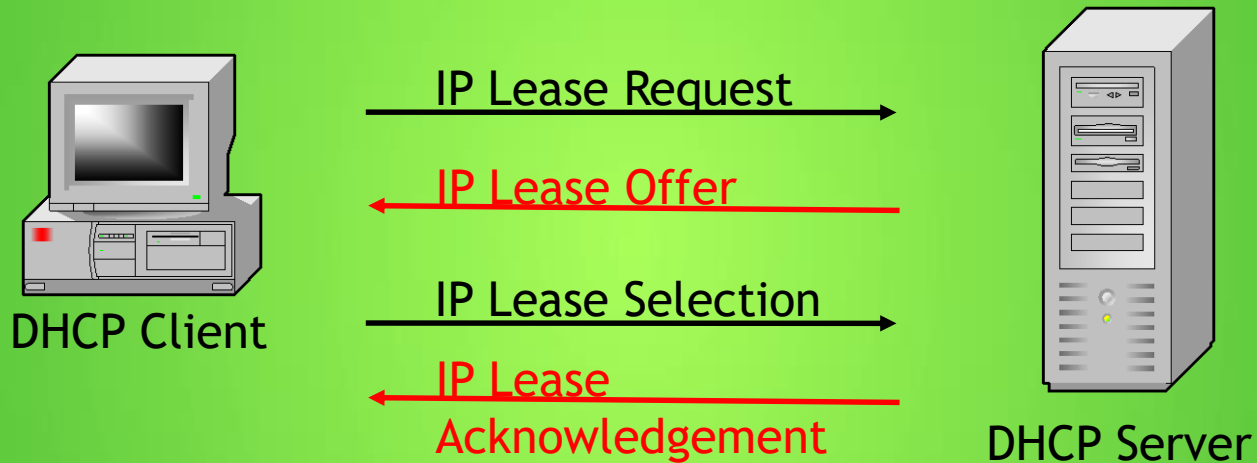 IP Lease Request
IP Lease Offer
IP Lease Selection
DHCP Client
IP Lease
Acknowledgement
DHCP Server